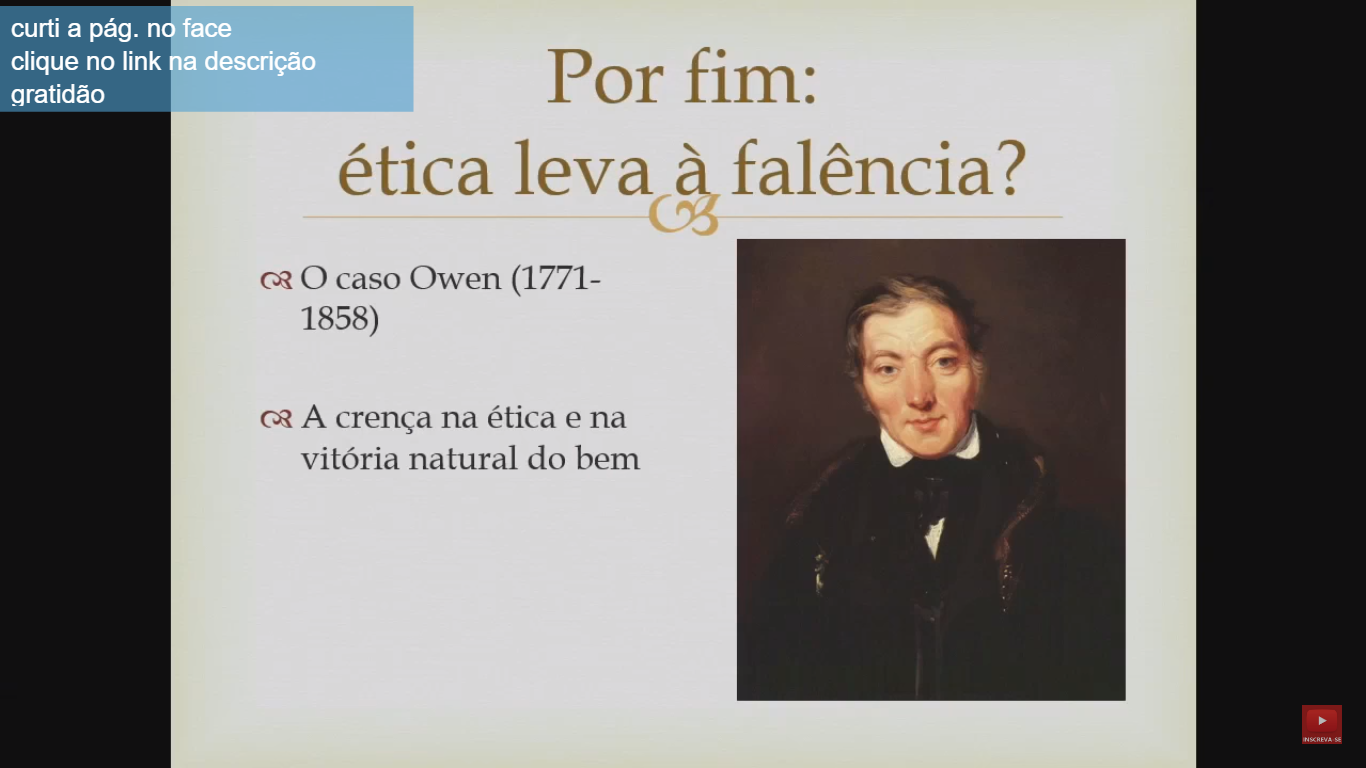 curti a pág. no face
clique no link na descrição
gratidão
Por fim:
ética leva à falência?
O caso Owen (1771-
1858)
A crença na ética e na
vitória natural do bem
INSCREVA-SE